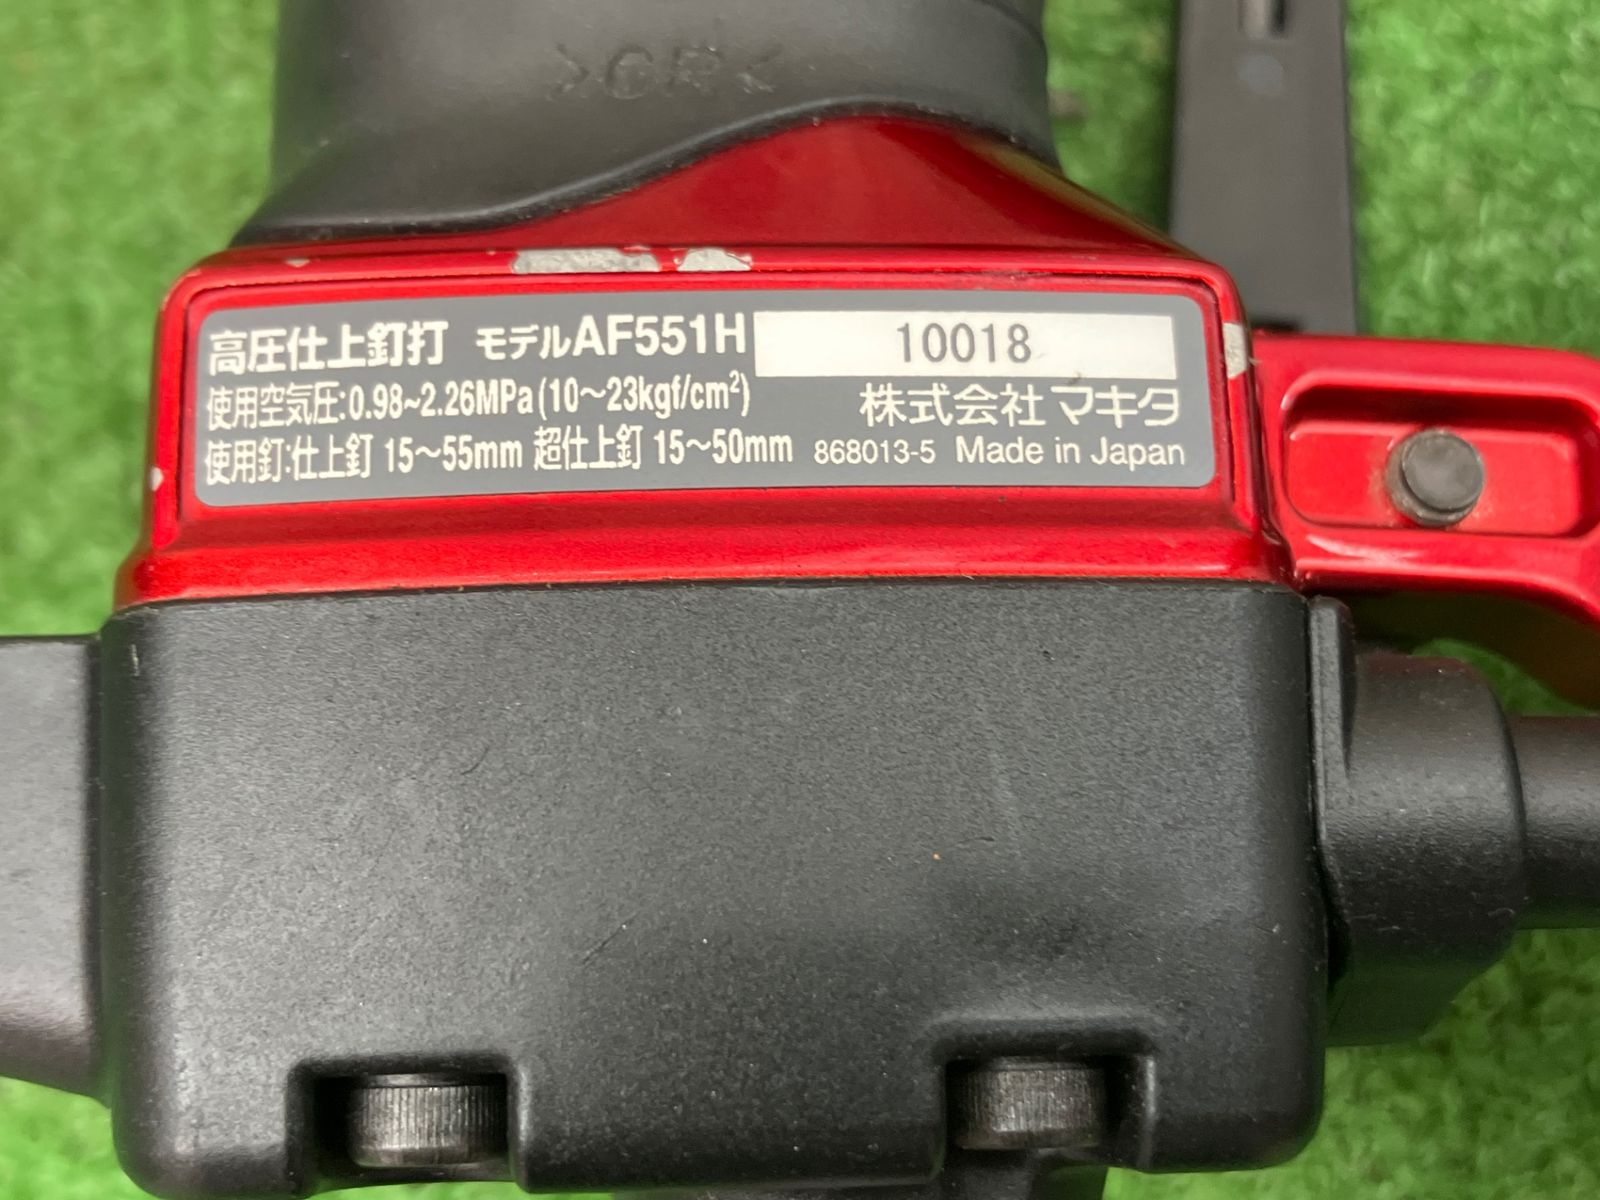 >CR<
高圧仕上釘打 モデルAF551H 10018
使用空気圧:0.98~2.26MPa(10〜23kgf/cm²) 株式会社マキタ
使用釘:仕上釘 15〜55mm 超仕上釘 15〜50mm 868013-5 Made in Japan